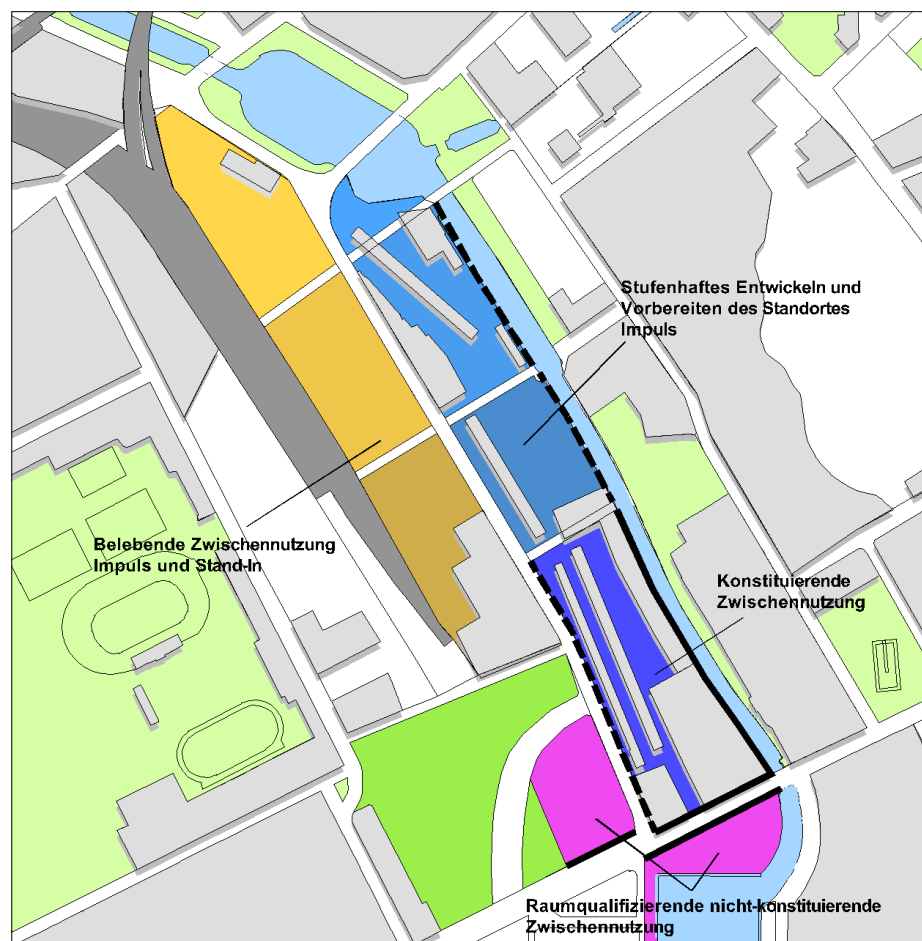 Stufenhaftes Entwickeln und
Vorbereiten des Standortes
Impuls
Belebende Zwischennutzung
Impuls und Stand-In
Konstituierende
Zwischennutzung
Raumqualifizierende nicht-konstituierende
Zwischennutzung